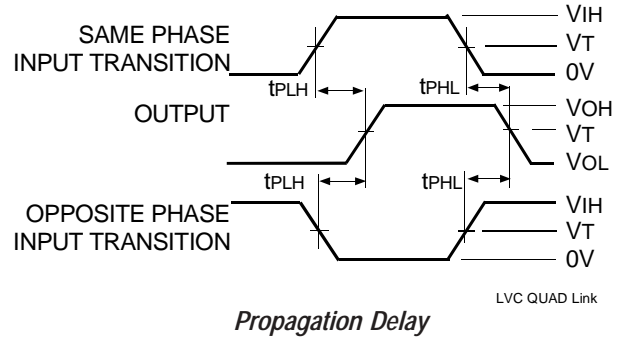 SAME PHASE
INPUT TRANSITION
VIH
VT
0V
tPLH
tPHL
OUTPUT
VOH
VT
VOL
tPLH
tPHL
OPPOSITE PHASE
INPUT TRANSITION
VIH
VT
0V
LVC QUAD Link
Propagation Delay